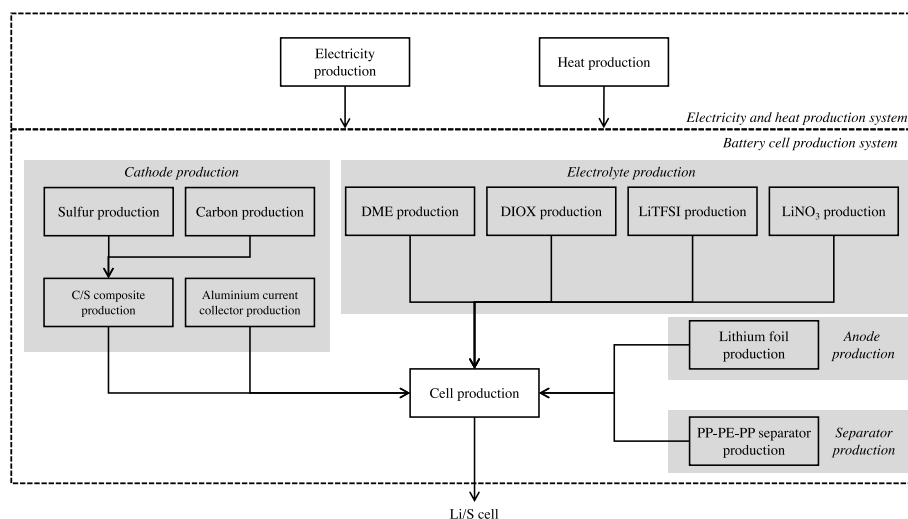 Electricity
production
Heat production
Electricity and heat production system
Battery cell production system
Cathode production
Sulfur production
Carbon production
C/S composite
production
Aluminium current
collector production
Electrolyte production
DME production
DIOX production
LiTFSI production
LiNO₃ production
Lithium foil
production
Anode
production
Cell production
PP-PE-PP separator
production
Separator
production
Li/S cell